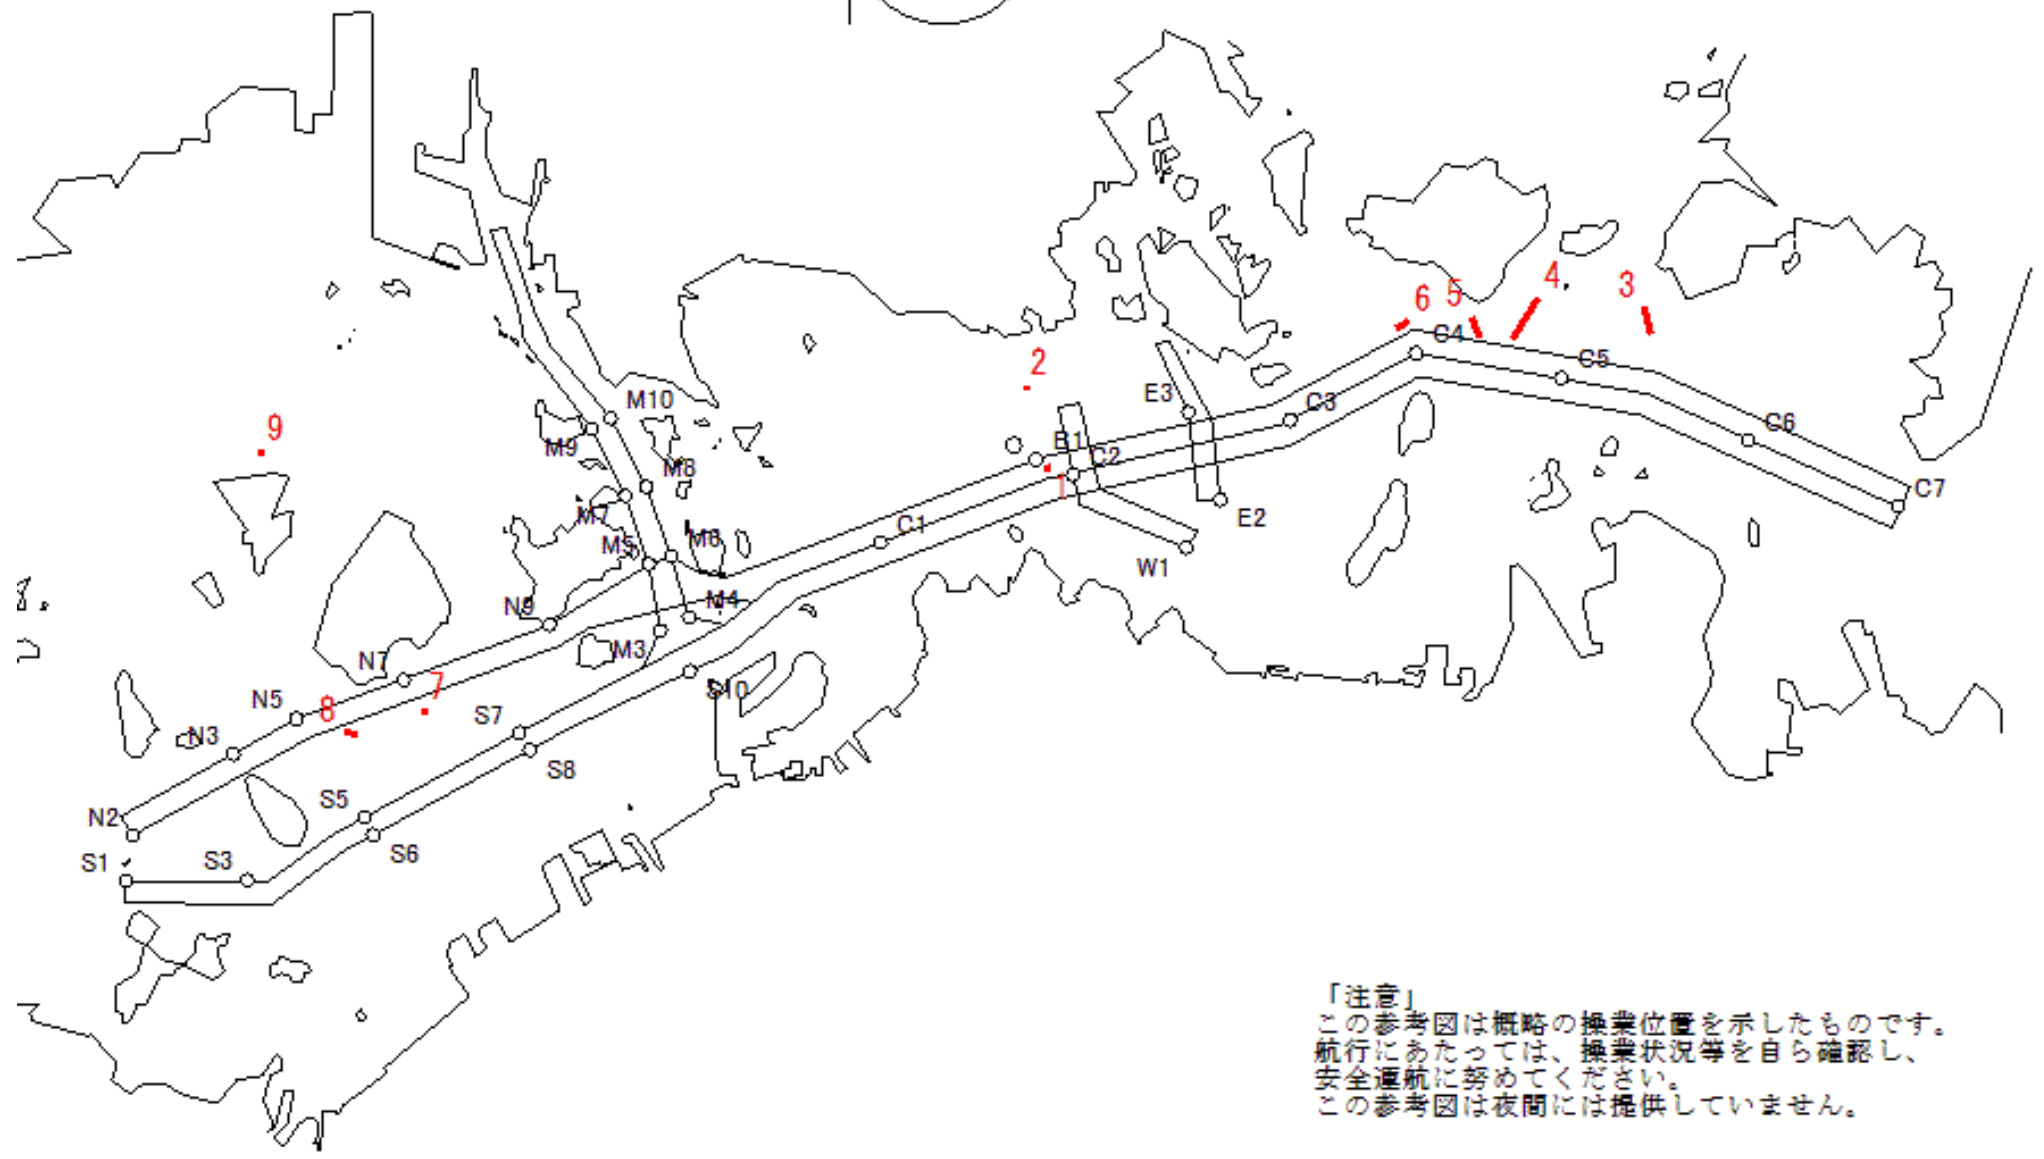 6
5
4
3
C4
C5
2
M10
E3
C3
9
C6
M9
B1
M8
C2
1
C7
M7
E2
C1
M5
M6
W1
N9
M4
M3
N7
S10
N5
7
8
S7
N3
S8
S5
N2
S6
S1
S3
「注意」
この参考図は概略の操業位置を示したものです。
航行にあたっては、操業状況等を自ら確認し、
安全運航に努めてください。
この参考図は夜間には提供していません。